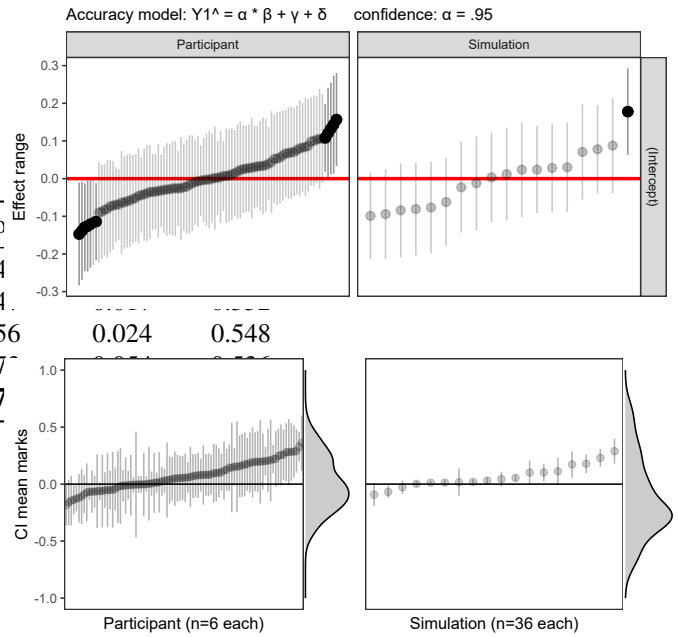 Accuracy model: Y1^ = α * β + γ + δ confidence: α = .95
Participant Simulation
0.3
0.2
0.1
0.0
-0.1
-0.2
-0.3
Effect range
(Intercept)
56 0.024 0.548
1.0
0.5
0.0
-0.5
-1.0
CI mean marks
Participant (n=6 each) Simulation (n=36 each)